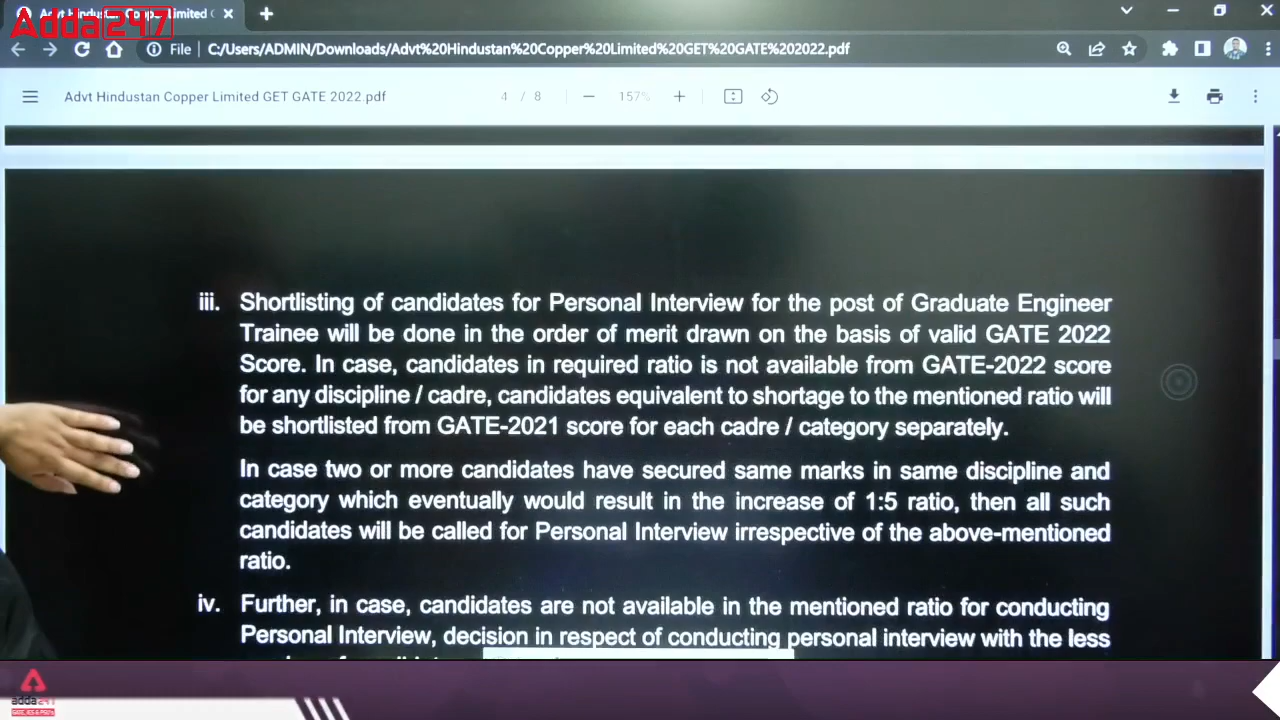 Advt Hindustan Copper Limited
Adda247
File
C:/Users/ADMIN/Downloads/Advt%20Hindustan%20Copper%20Limited%20GET%20GATE%202022.pdf
Advt Hindustan Copper Limited GET GATE 2022.pdf
4 / 8
157%
iii. Shortlisting of candidates for Personal Interview for the post of Graduate Engineer
Trainee will be done in the order of merit drawn on the basis of valid GATE 2022
Score. In case, candidates in required ratio is not available from GATE-2022 score
for any discipline / cadre, candidates equivalent to shortage to the mentioned ratio will
be shortlisted from GATE-2021 score for each cadre / category separately.
In case two or more candidates have secured same marks in same discipline and
category which eventually would result in the increase of 1:5 ratio, then all such
candidates will be called for Personal Interview irrespective of the above-mentioned
ratio.
iv. Further, in case, candidates are not available in the mentioned ratio for conducting
Personal Interview, decision in respect of conducting personal interview with the less
adda247